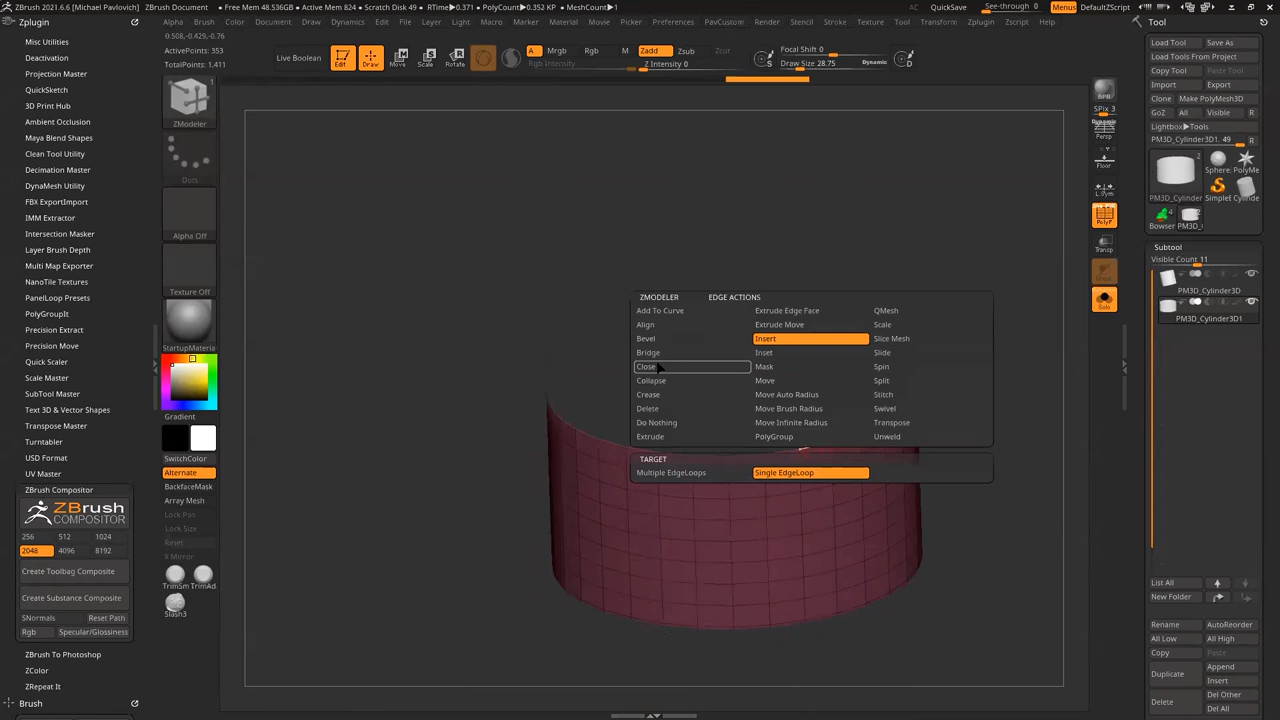 ZBrush 2021.6.6 [Michael Pavlovich]
ZBrush Document
• Free Mem 48.536GB • Active Mem 824 • Scratch Disk 49 • RTime▶0.371 • PolyCount▶0.352 KP • MeshCount▶1
AC
QuickSave
See-through 0
Menus
DefaultZScript
Zplugin
Alpha
Brush
Color
Document
Draw
Dynamics
Edit
File
Layer
Light
Macro
Marker
Material
Movie
Picker
Preferences
PavCustom
Render
Stencil
Stroke
Texture
Tool
Transform
Zplugin
Zscript
Help
Tool
0.508,-0.429,-0.76
ActivePoints: 353
TotalPoints: 1,411
Live Boolean
Edit
Draw
Move
Scale
Rotate
A
Mrgb
Rgb
M
Zadd
Zsub
Zcut
Rgb Intensity
Z Intensity 0
Focal Shift 0
Draw Size 28.75
Dynamic
S
D
Misc Utilities
Deactivation
Projection Master
QuickSketch
3D Print Hub
Ambient Occlusion
Maya Blend Shapes
Clean Tool Utility
Decimation Master
DynaMesh Utility
FBX ExportImport
IMM Extractor
Intersection Masker
Layer Brush Depth
Multi Map Exporter
NanoTile Textures
PanelLoop Presets
PolyGroupIt
Precision Extract
Precision Move
Quick Scaler
Scale Master
SubTool Master
Text 3D & Vector Shapes
Transpose Master
Turntabler
USD Format
UV Master
ZBrush Compositor
ZBRUSH
COMPOSITOR
256
512
1024
2048
4096
8192
Create Toolbag Composite
Create Substance Composite
SNormals
Reset Path
Rgb
Specular/Glossiness
ZBrush To Photoshop
ZColor
ZRepeat It
Brush
1
ZModeler
Dots
Alpha Off
Texture Off
StartupMaterial
Gradient
SwitchColor
Alternate
BackfaceMask
Array Mesh
Lock Pos
Lock Size
Reset
X Mirror
TrimSm
TrimAd
Slash3
ZMODELER
EDGE ACTIONS
Add To Curve
Extrude Edge Face
QMesh
Align
Extrude Move
Scale
Bevel
Insert
Slice Mesh
Bridge
Inset
Slide
Close
Mask
Spin
Collapse
Move
Split
Crease
Move Auto Radius
Stitch
Delete
Move Brush Radius
Swivel
Do Nothing
Move Infinite Radius
Transpose
Extrude
PolyGroup
Unweld
TARGET
Multiple EdgeLoops
Single EdgeLoop
BPR
SPix 3
Dynamic
Persp
Floor
L.Sym
PolyF
Transp
Solo
Load Tool
Save As
Load Tools From Project
Copy Tool
Paste Tool
Import
Export
Clone
Make PolyMesh3D
GoZ
All
Visible
R
Lightbox▶Tools
PM3D_Cylinder3D1. 49
R
2
PM3D_Cylinder
Sphere:
PolyMe
SimpleE
Cylinde
4
2
Bowser
PM3D_(
Subtool
Visible Count 11
PM3D_Cylinder3D
PM3D_Cylinder3D1
List All
New Folder
Rename
AutoReorder
All Low
All High
Copy
Paste
Duplicate
Append
Insert
Delete
Del Other
Del All